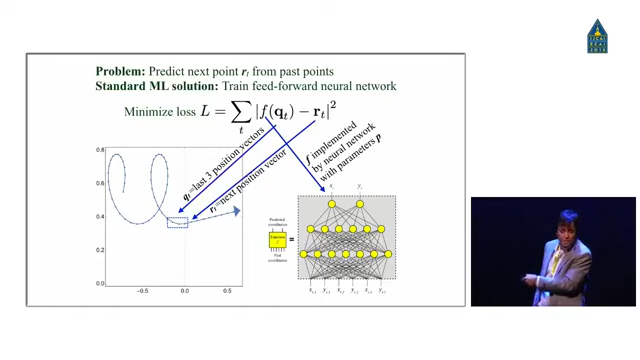 IJCAI
ECAI
2018
Problem: Predict next point rₜ from past points
Standard ML solution: Train feed-forward neural network
Minimize loss L = ∑ₜ |f(qₜ) − rₜ|²
qₜ=last 3 position vectors
rₜ=next position vector
f implemented
by neural network
with parameters p
0.8
0.6
0.4
0.2
0.0
-0.5
0.0
0.5
Predicted
coordinates
Function
f
Past
coordinates
=